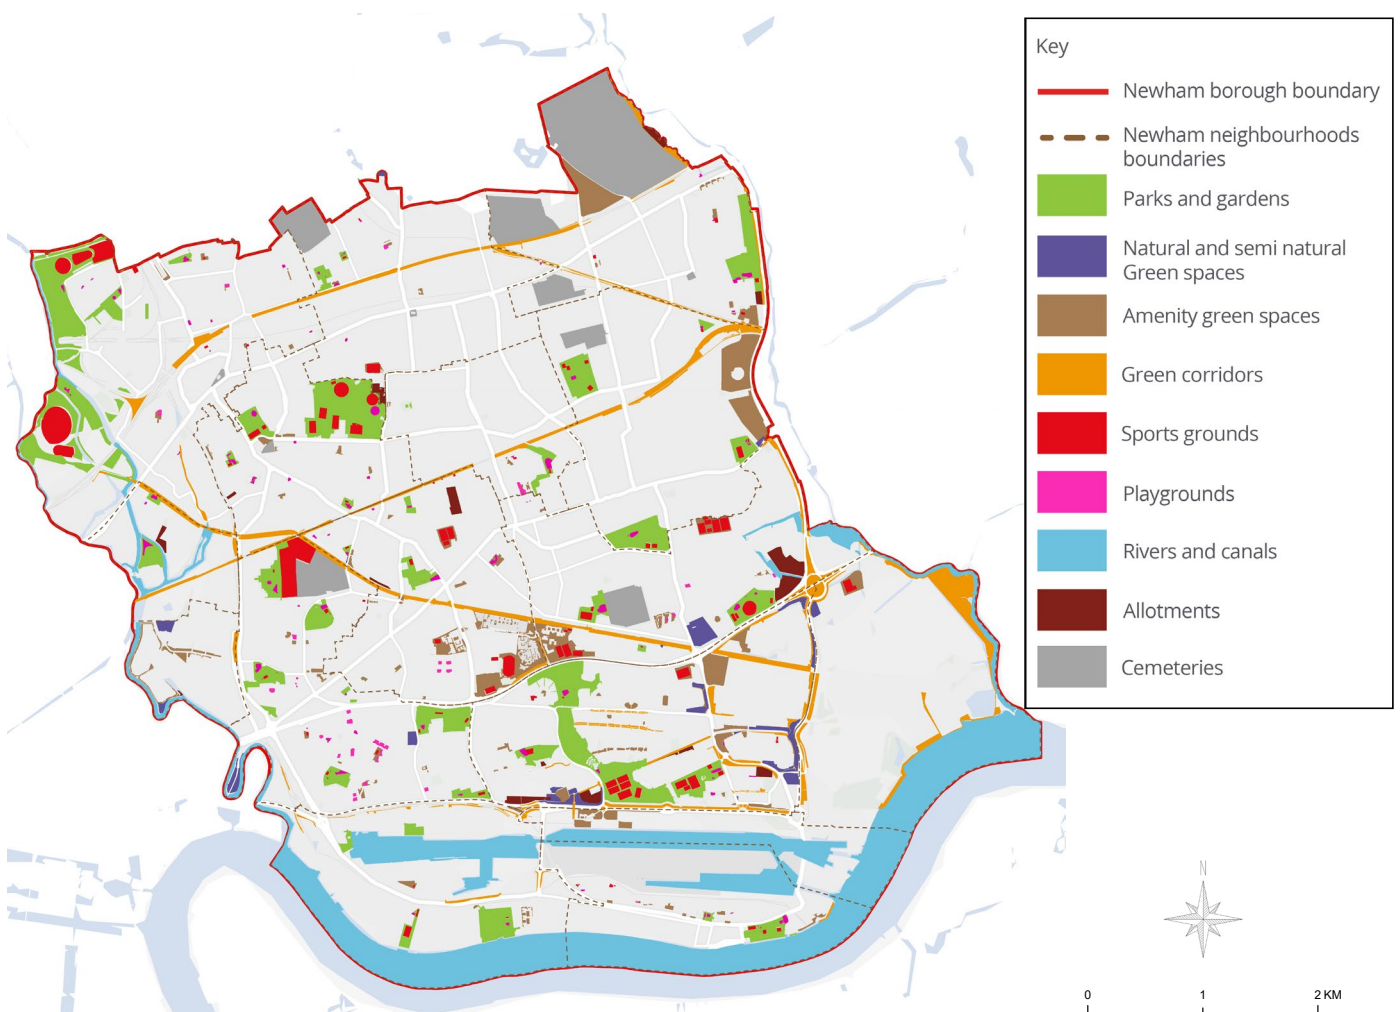 Key
Newham borough boundary
Newham neighbourhoods
boundaries
Parks and gardens
Natural and semi natural
Green spaces
Amenity green spaces
Green corridors
Sports grounds
Playgrounds
Rivers and canals
Allotments
Cemeteries
N
0 1 2 KM